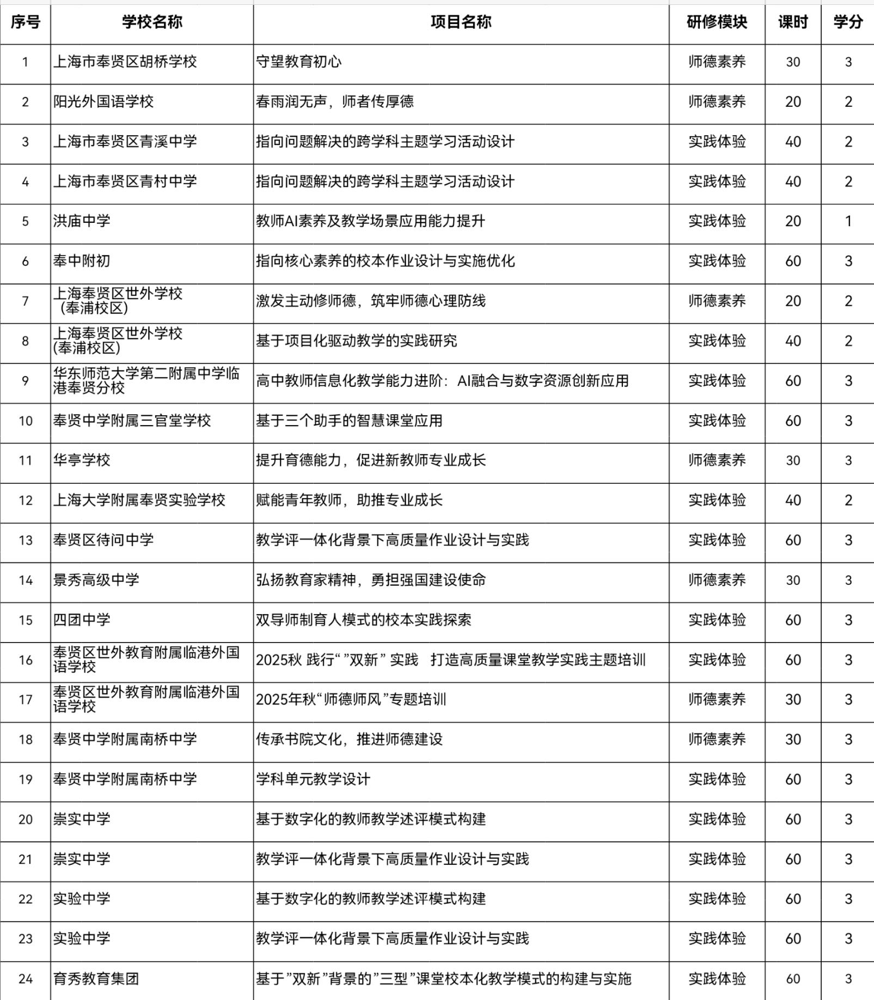 序号 学校名称 项目名称 研修模块 课时 学分
1 上海市奉贤区胡桥学校 守望教育初心 师德素养 30 3
2 阳光外国语学校 春雨润无声，师者传厚德 师德素养 20 2
3 上海市奉贤区青溪中学 指向问题解决的跨学科主题学习活动设计 实践体验 40 2
4 上海市奉贤区青村中学 指向问题解决的跨学科主题学习活动设计 实践体验 40 2
5 洪庙中学 教师AI素养及教学场景应用能力提升 实践体验 20 1
6 奉中附初 指向核心素养的校本作业设计与实施优化 实践体验 60 3
7 上海奉贤区世外学校
(奉浦校区) 激发主动修师德，筑牢师德心理防线 师德素养 20 2
8 上海奉贤区世外学校
(奉浦校区) 基于项目化驱动教学的实践研究 实践体验 40 2
9 华东师范大学第二附属中学临
港奉贤分校 高中教师信息化教学能力进阶：AI融合与数字资源创新应用 实践体验 60 3
10 奉贤中学附属三官堂学校 基于三个助手的智慧课堂应用 实践体验 60 3
11 华亭学校 提升育德能力，促进新教师专业成长 师德素养 30 3
12 上海大学附属奉贤实验学校 赋能青年教师，助推专业成长 实践体验 40 2
13 奉贤区待问中学 教学评一体化背景下高质量作业设计与实践 实践体验 60 3
14 景秀高级中学 弘扬教育家精神，勇担强国建设使命 师德素养 30 3
15 四团中学 双导师制育人模式的校本实践探索 实践体验 60 3
16 奉贤区世外教育附属临港外国
语学校 2025秋 践行“ ”双新” 实践 打造高质量课堂教学实践主题培训 实践体验 60 3
17 奉贤区世外教育附属临港外国
语学校 2025年秋“师德师风”专题培训 师德素养 30 3
18 奉贤中学附属南桥中学 传承书院文化，推进师德建设 师德素养 30 3
19 奉贤中学附属南桥中学 学科单元教学设计 实践体验 60 3
20 崇实中学 基于数字化的教师教学述评模式构建 实践体验 60 3
21 崇实中学 教学评一体化背景下高质量作业设计与实践 实践体验 60 3
22 实验中学 基于数字化的教师教学述评模式构建 实践体验 60 3
23 实验中学 教学评一体化背景下高质量作业设计与实践 实践体验 60 3
24 育秀教育集团 基于”双新”背景的”三型”课堂校本化教学模式的构建与实施 实践体验 60 3